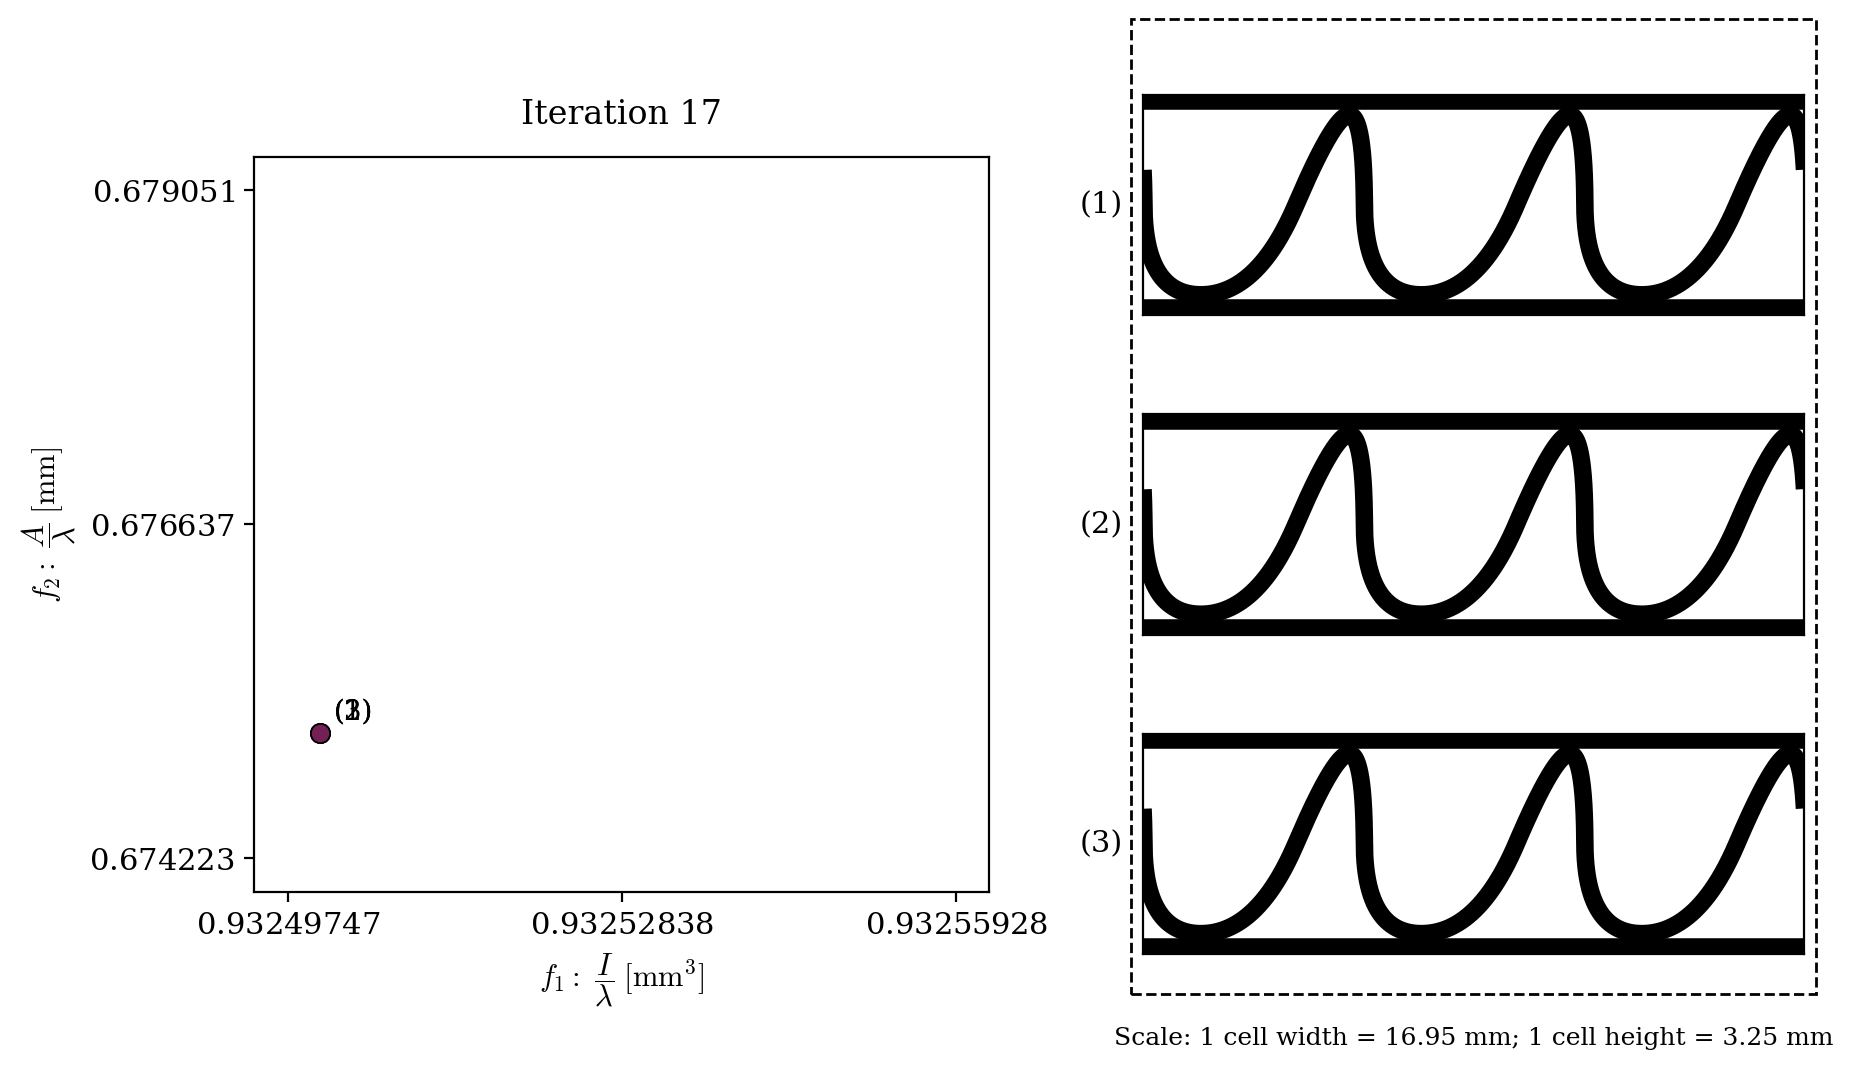 Iteration 17
0.679051
0.676637
0.674223
f₂ : A/λ [mm]
(1)
0.93249747 0.93252838 0.93255928
f₁ : I/λ [mm³]
(1)
(2)
(3)
Scale: 1 cell width = 16.95 mm; 1 cell height = 3.25 mm